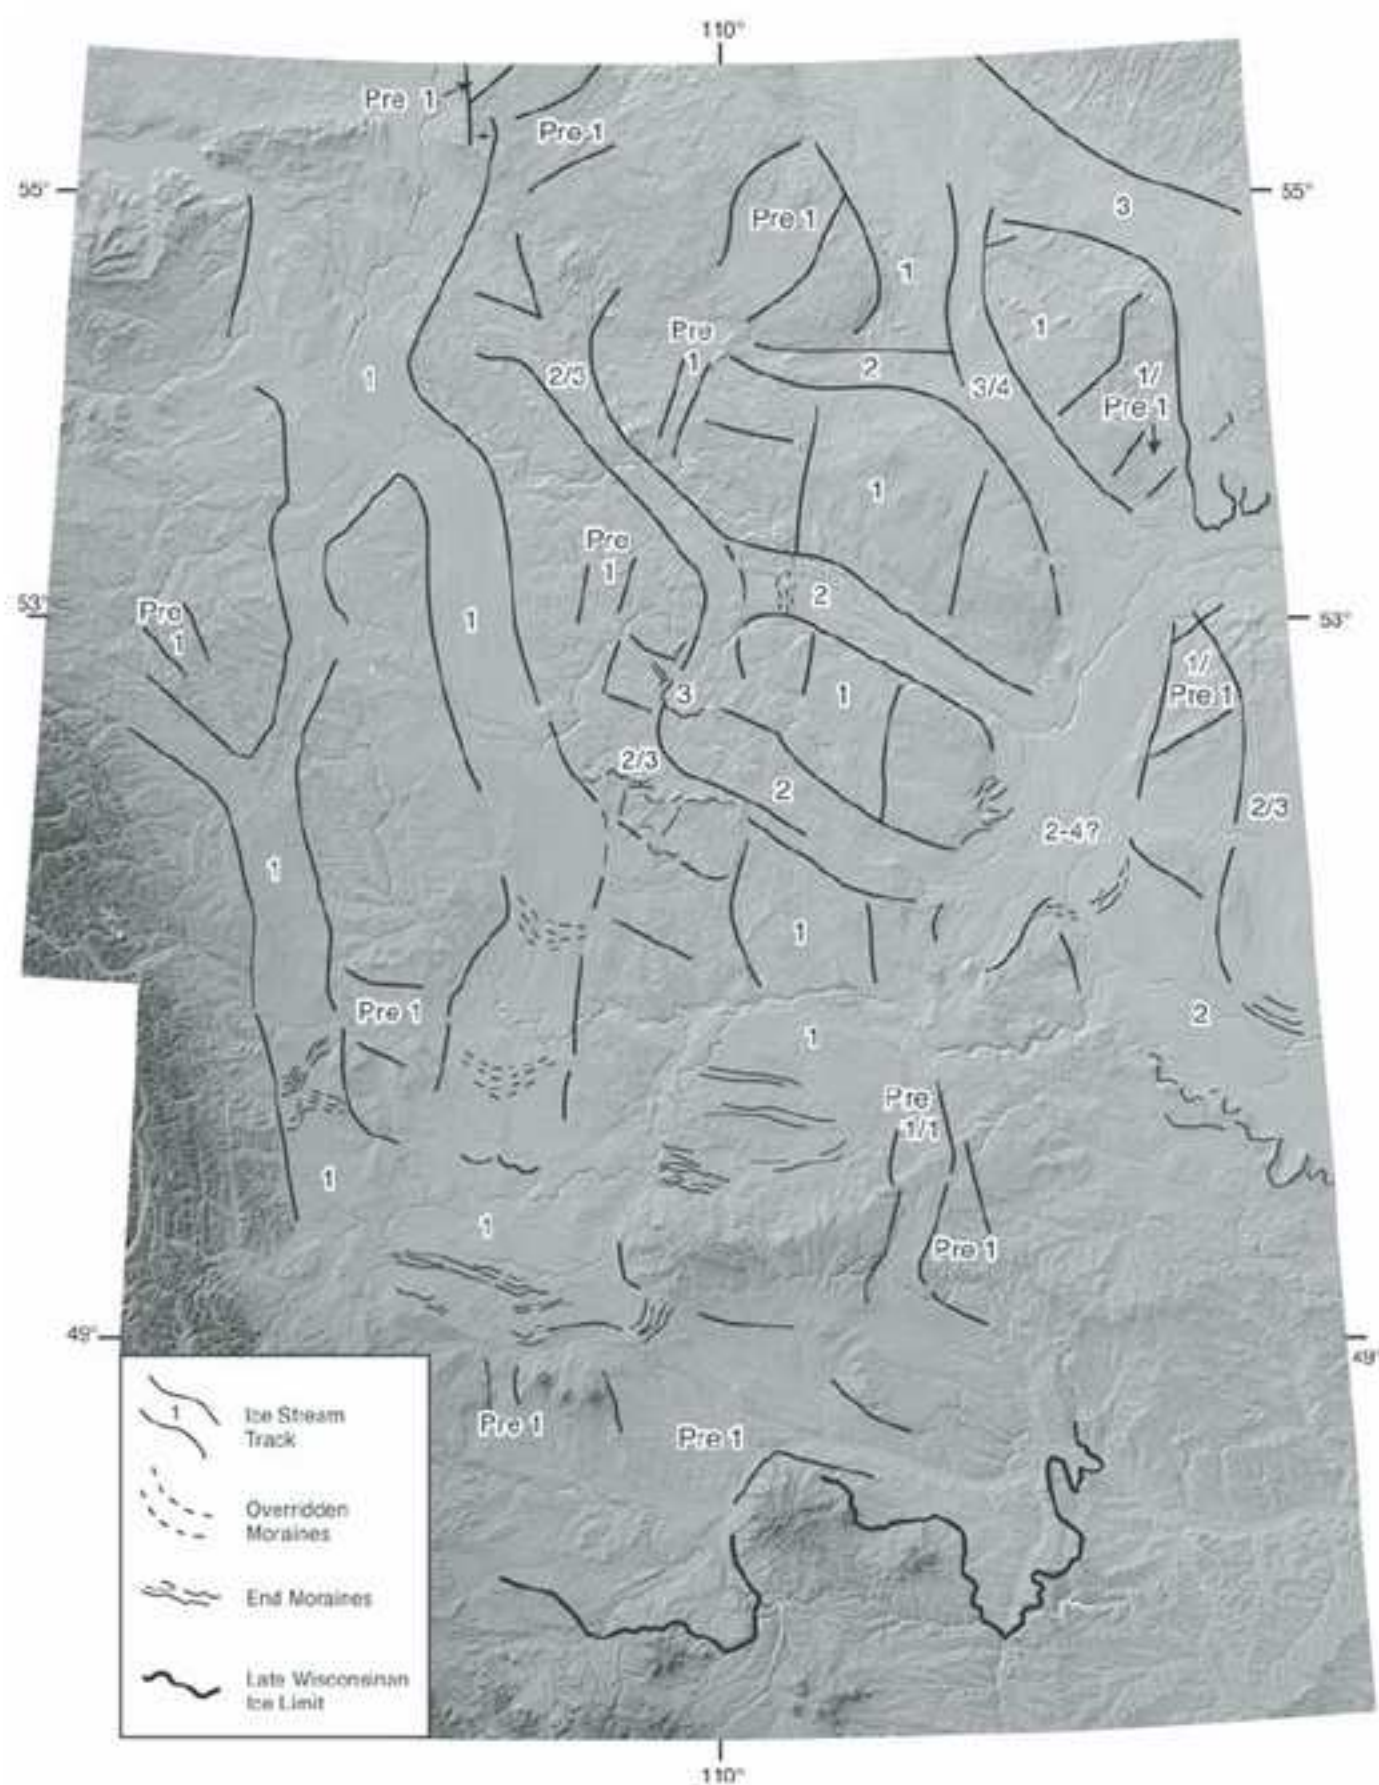 110°
Pre 1
Pre 1
55°
55°
3
Pre 1
1
1
Pre
1
2
2/3
1
3/4
1/
Pre 1
1
Pre
1
53°
53°
Pre
1
1
2
1/
Pre 1
3
1
2/3
2
2/3
2-4?
1
1
Pre 1
2
1
Pre
1/1
1
1
Pre 1
49°
49°
Pre 1
Pre 1
1
Ice Stream
Track
Overridden
Moraines
End Moraines
Late Wisconsinan
Ice Limit
110°